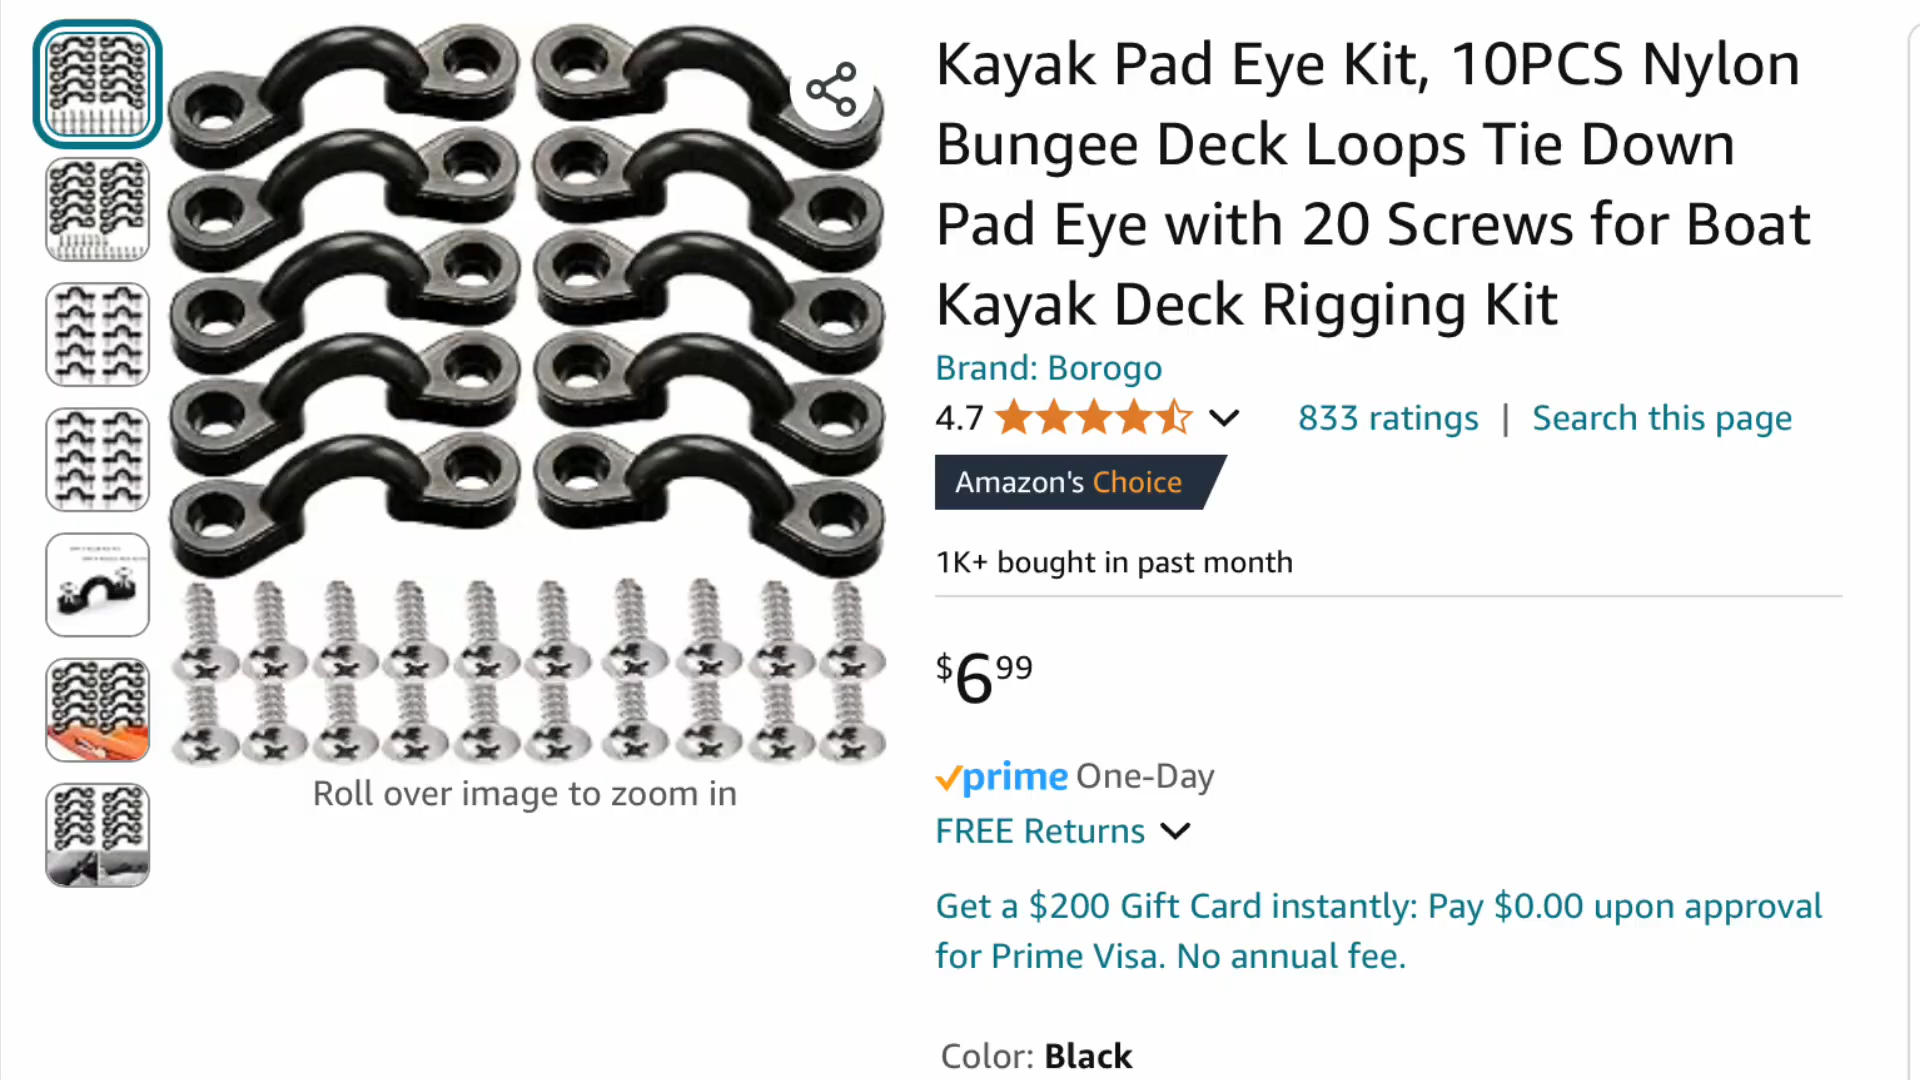 Kayak Pad Eye Kit, 10PCS Nylon
Bungee Deck Loops Tie Down
Pad Eye with 20 Screws for Boat
Kayak Deck Rigging Kit
Brand: Borogo
4.7
833 ratings | Search this page
Amazon's Choice
1K+ bought in past month
$6 99
prime One-Day
FREE Returns
Get a $200 Gift Card instantly: Pay $0.00 upon approval
for Prime Visa. No annual fee.
Color: Black
Roll over image to zoom in